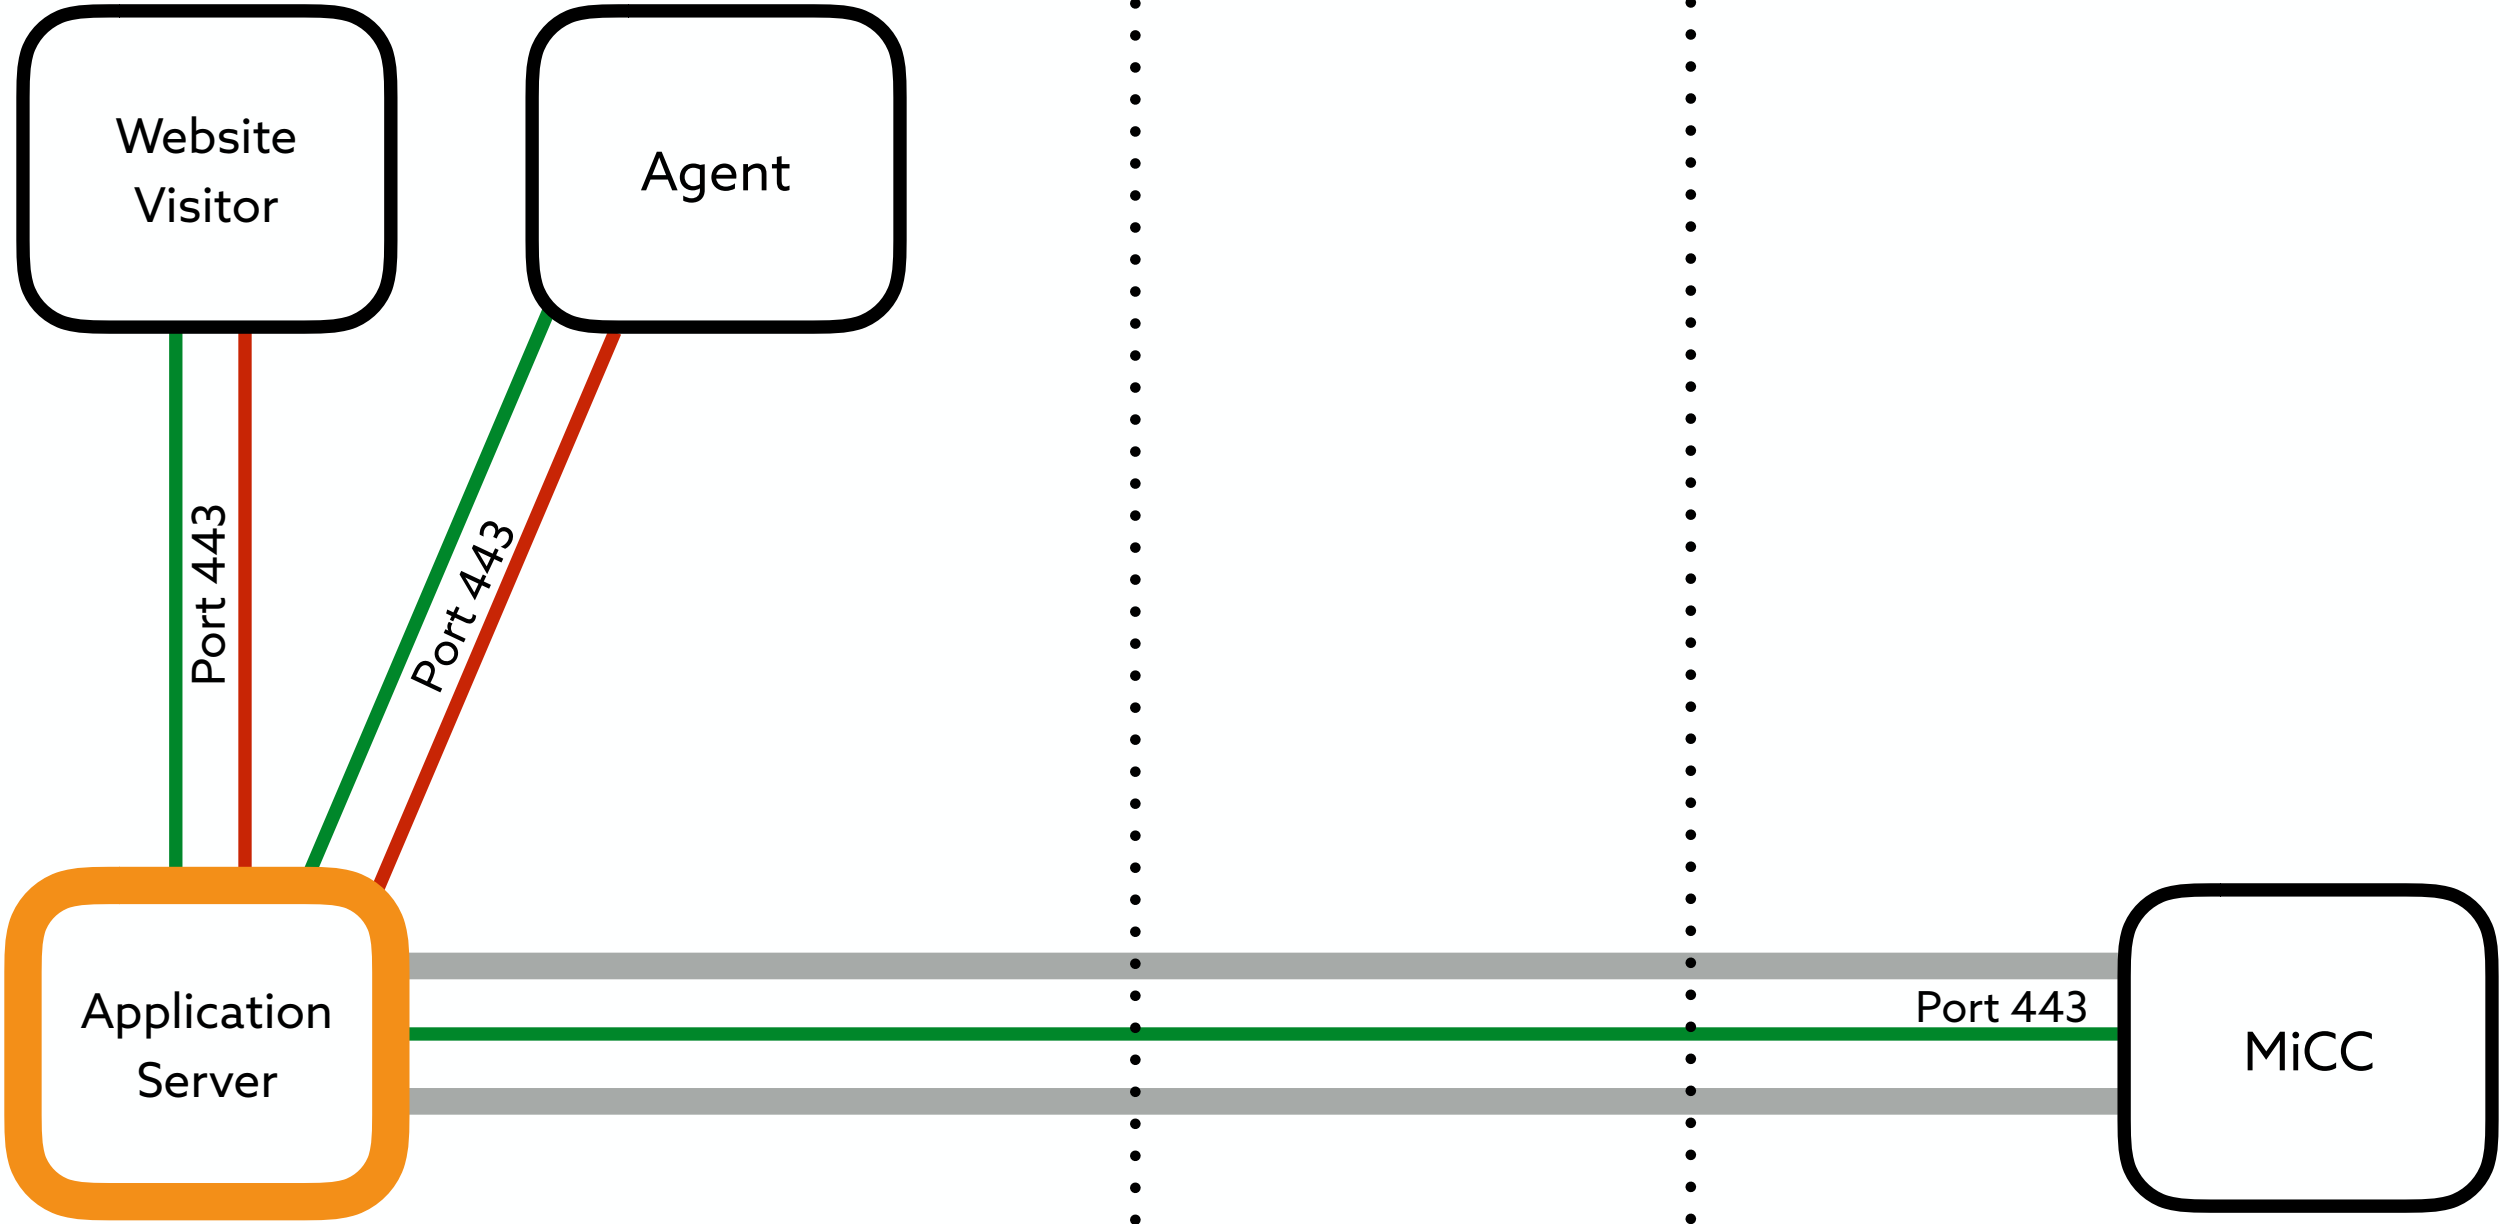 Website
Visitor
Agent
Port 443
Port 443
Application
Server
Port 443
MiCC